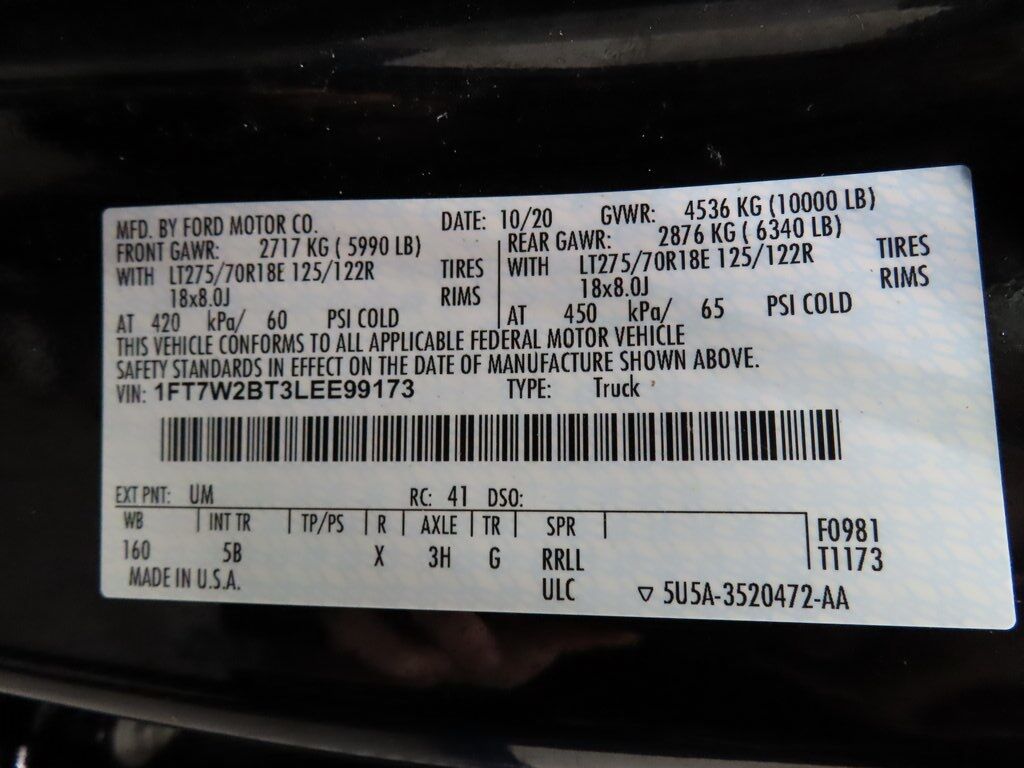 MFD. BY FORD MOTOR CO. DATE: 10/20 GVWR: 4536 KG (10000 LB)
FRONT GAWR: 2717 KG ( 5990 LB) REAR GAWR: 2876 KG ( 6340 LB)
WITH LT275/70R18E 125/122R TIRES WITH LT275/70R18E 125/122R TIRES
18x8.0J RIMS 18x8.0J RIMS
AT 420 kPa/ 60 PSI COLD AT 450 kPa/ 65 PSI COLD
THIS VEHICLE CONFORMS TO ALL APPLICABLE FEDERAL MOTOR VEHICLE
SAFETY STANDARDS IN EFFECT ON THE DATE OF MANUFACTURE SHOWN ABOVE.
VIN: 1FT7W2BT3LEE99173 TYPE: Truck
EXT PNT: UM RC: 41 DSO:
WB INT TR TP/PS R AXLE TR SPR F0981
160 5B X 3H G RRLL T1173
MADE IN U.S.A. ULC ▽ 5U5A-3520472-AA